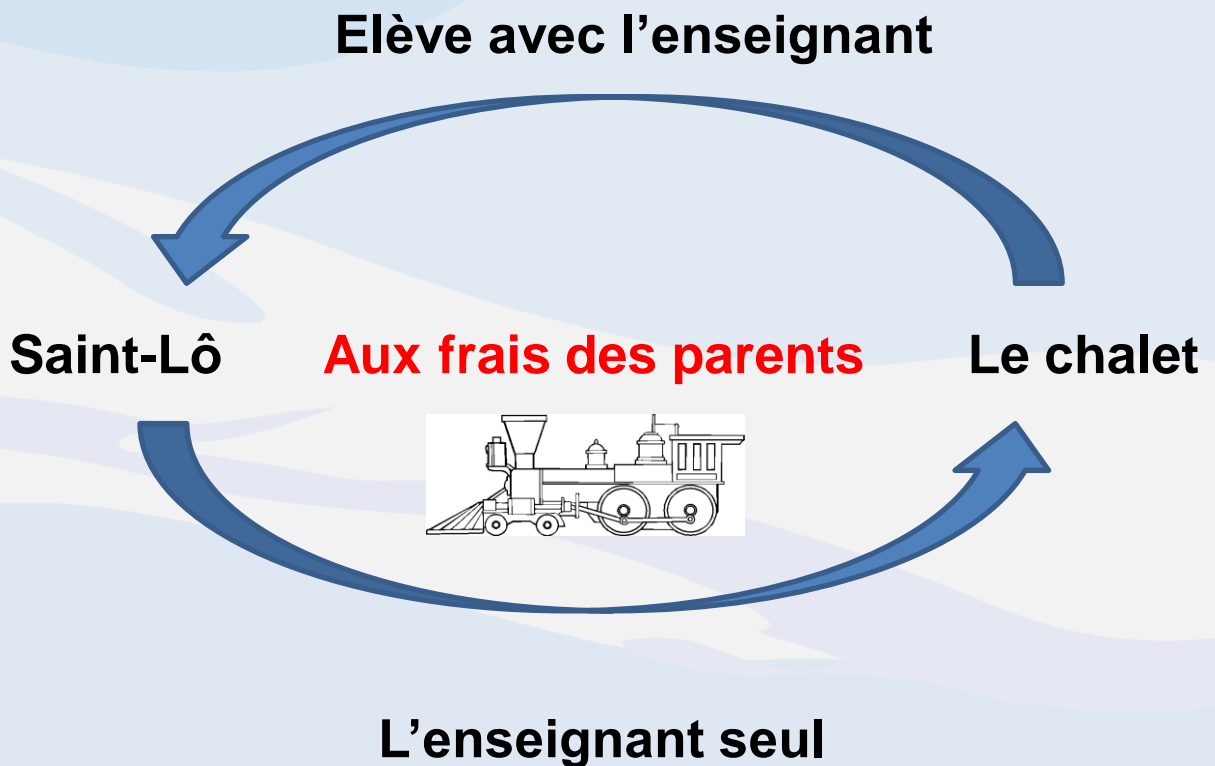 Elève avec l’enseignant
Saint-Lô Aux frais des parents Le chalet
L’enseignant seul